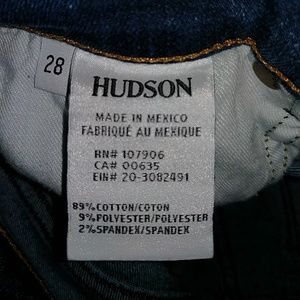 28
HUDSON
MADE IN MEXICO
FABRIQUÉ AU MEXIQUE
RN# 107906
CA# 00635
EIN# 20-3082491
89% COTTON/COTON
9% POLYESTER/POLYESTER
2% SPANDEX/SPANDEX